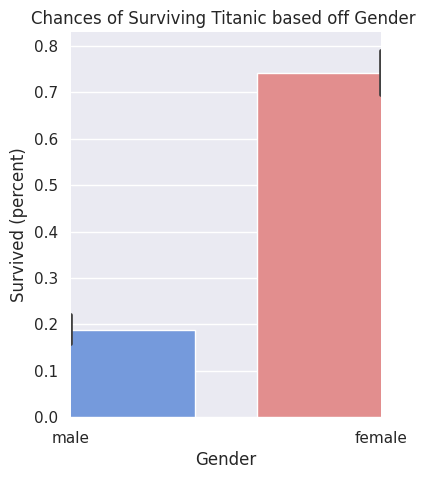 Chances of Surviving Titanic based off Gender
0.8
0.7
0.6
0.5
0.4
0.3
0.2
0.1
0.0
Survived (percent)
male
female
Gender